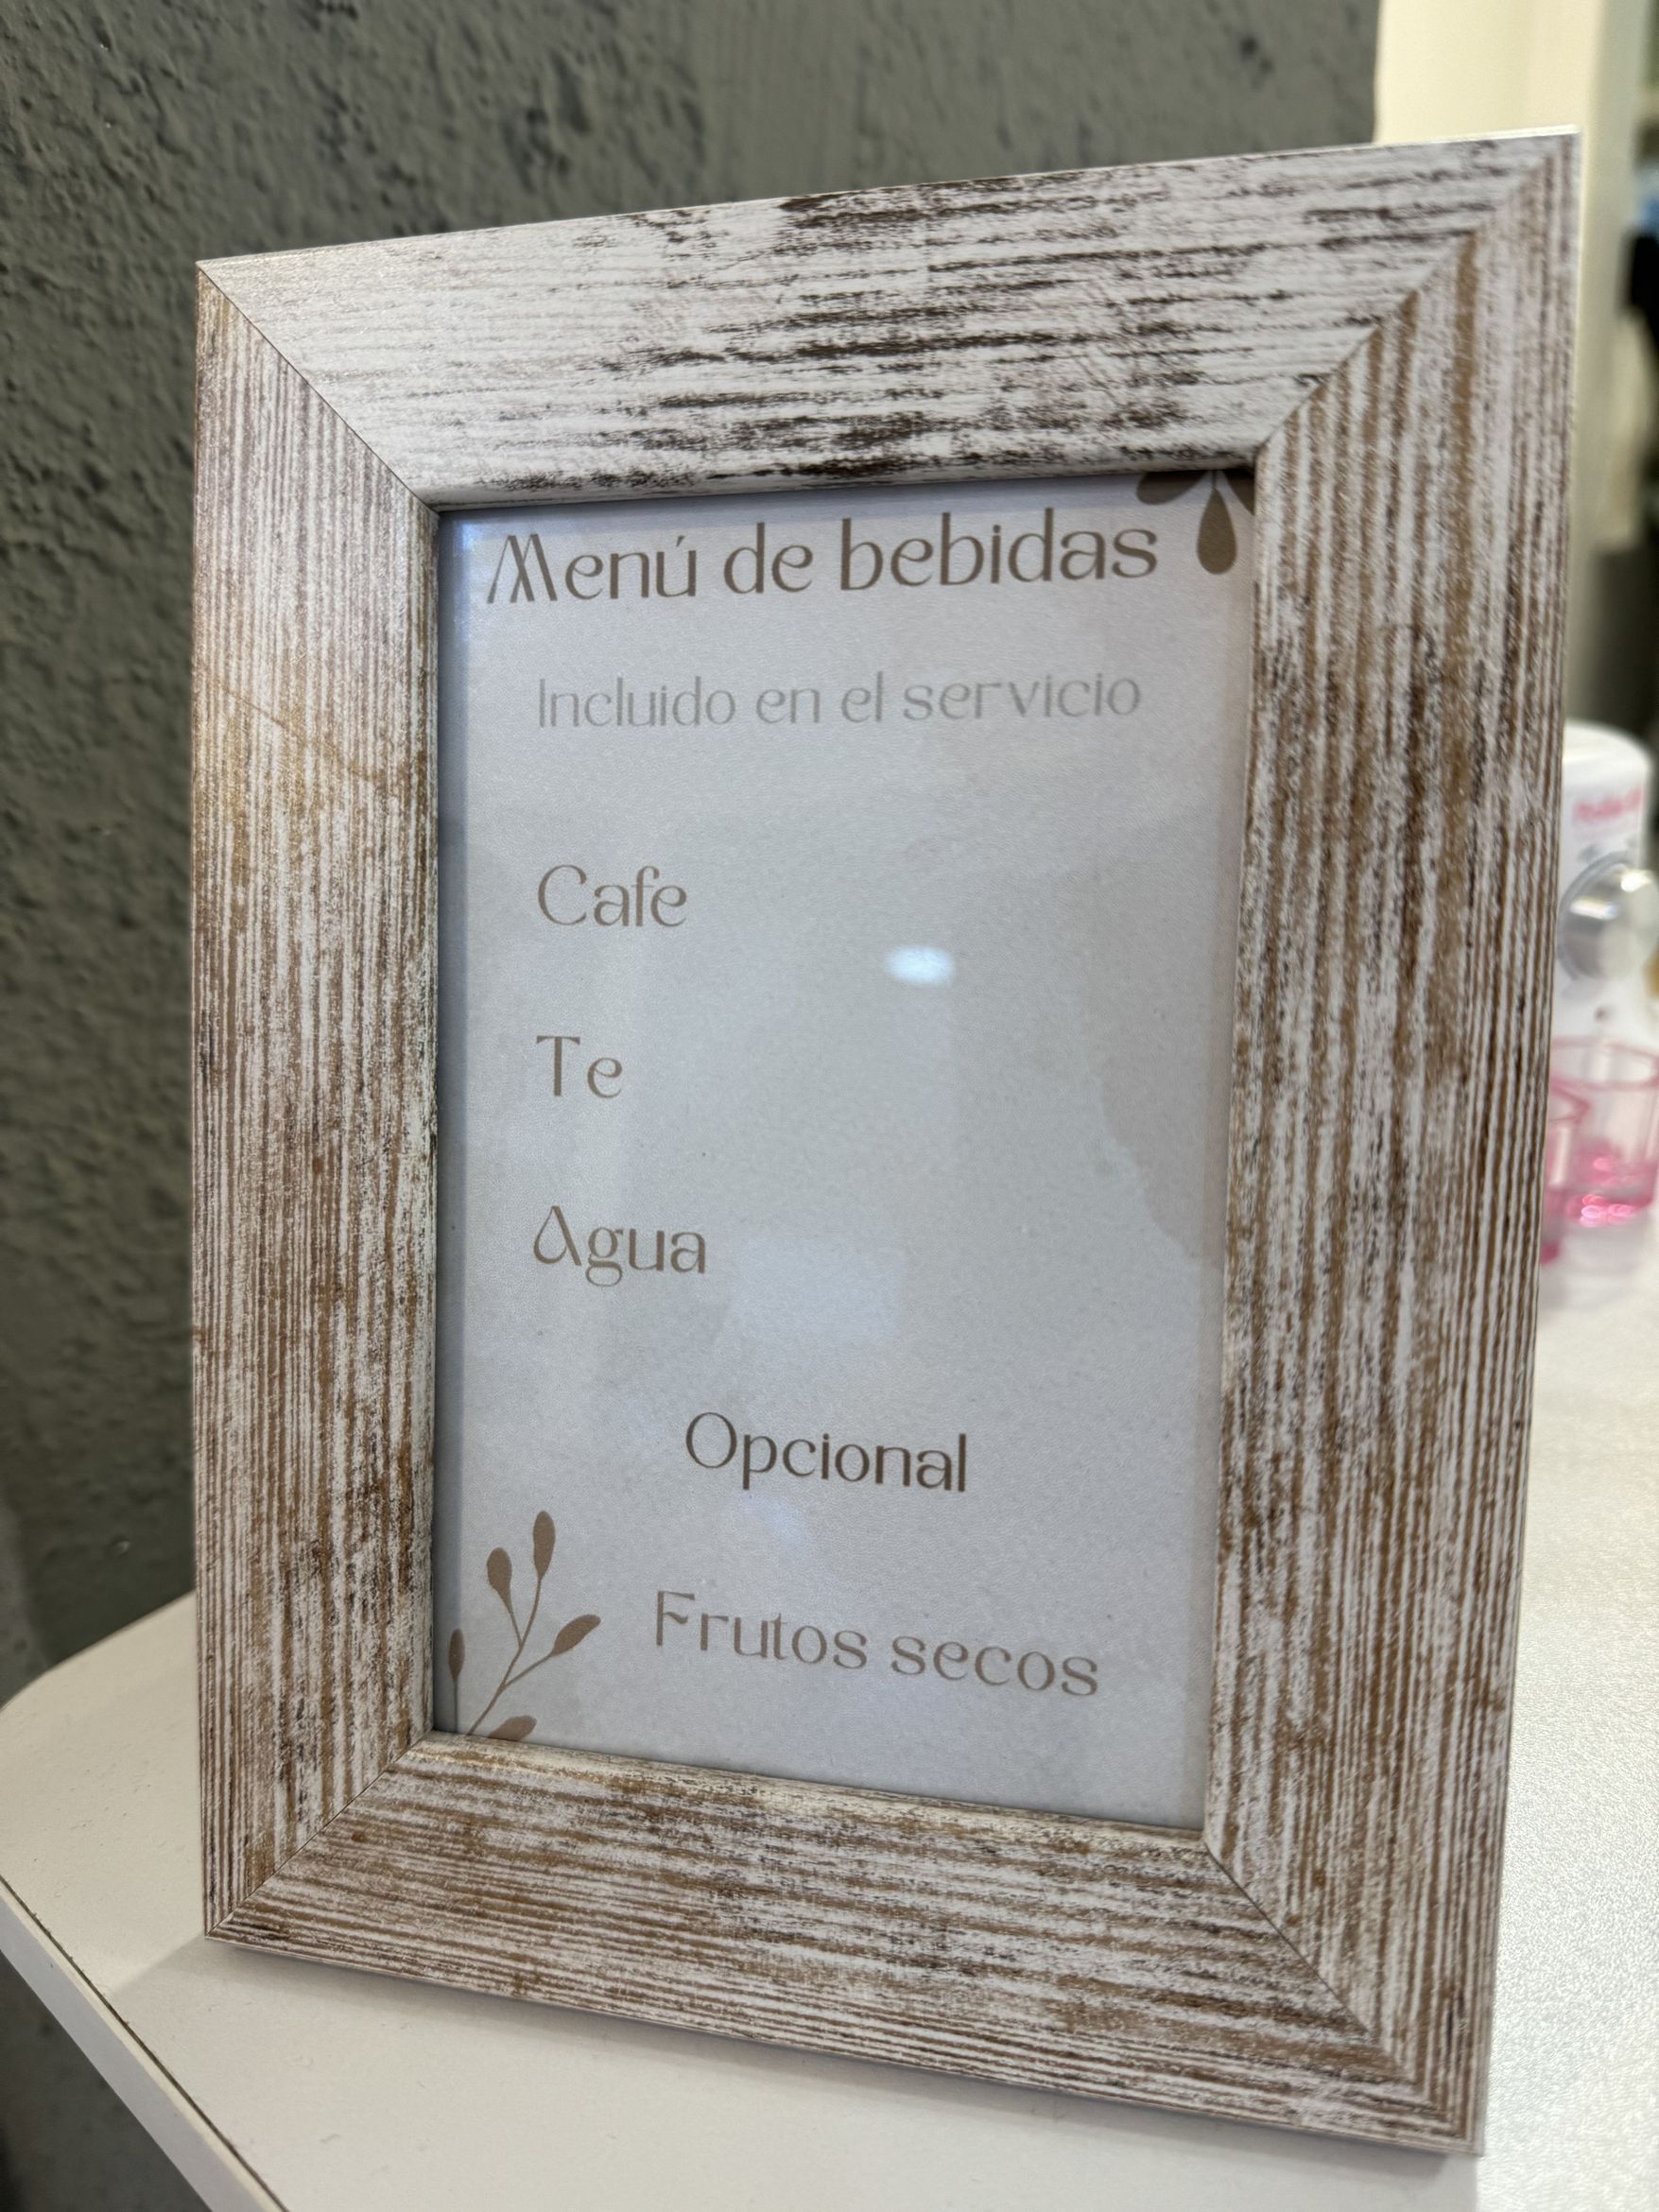 Menú de bebidas
Incluido en el servicio
Cafe
Te
Agua
Opcional
Frutos secos